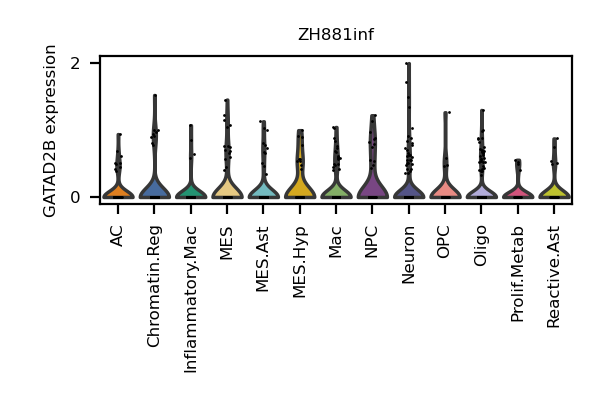 ZH881inf
GATAD2B expression
2
0
AC
Chromatin.Reg
Inflammatory.Mac
MES
MES.Ast
MES.Hyp
Mac
NPC
Neuron
OPC
Oligo
Prolif.Metab
Reactive.Ast